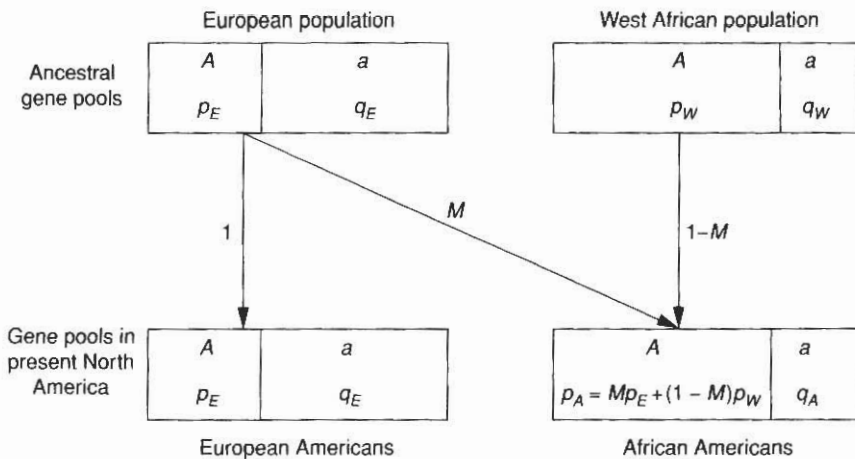 European population
West African population
Ancestral
gene pools
A
a
p_E
q_E
A
a
p_W
q_W
1
M
1–M
Gene pools in
present North
America
A
a
p_E
q_E
A
a
p_A = Mp_E + (1 – M)p_W
q_A
European Americans
African Americans